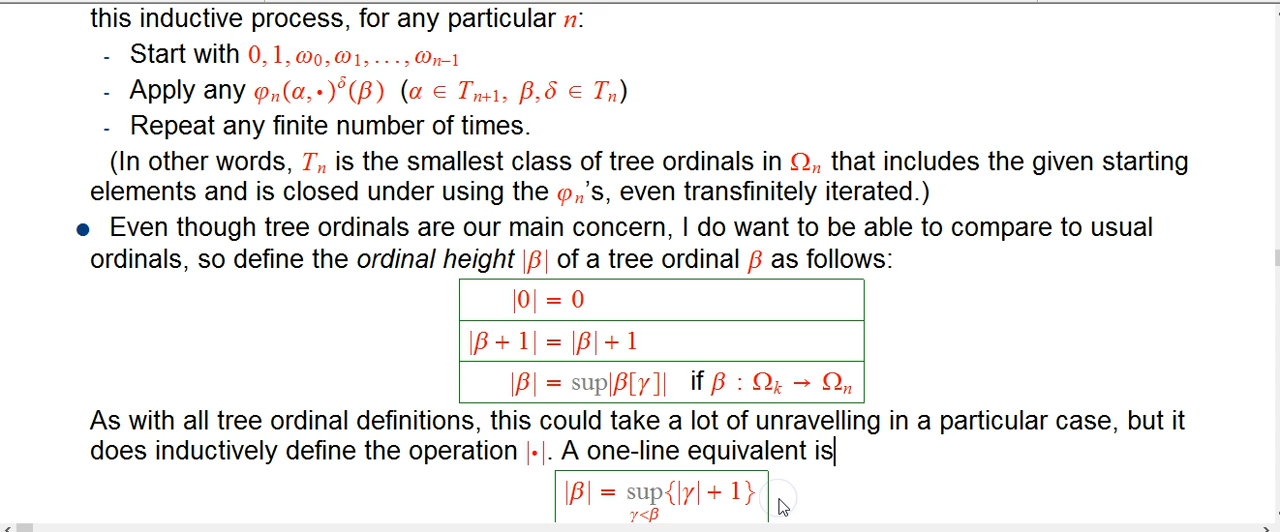 this inductive process, for any particular n:
- Start with 0, 1, ω₀, ω₁, . . . , ωₙ₋₁
- Apply any φₙ(α, •)^δ(β) (α ∈ Tₙ₊₁, β, δ ∈ Tₙ)
- Repeat any finite number of times.
(In other words, Tₙ is the smallest class of tree ordinals in Ωₙ that includes the given starting
elements and is closed under using the φₙ's, even transfinitely iterated.)
● Even though tree ordinals are our main concern, I do want to be able to compare to usual
ordinals, so define the ordinal height |β| of a tree ordinal β as follows:
|0| = 0
|β + 1| = |β| + 1
|β| = sup|β[γ]| if β : Ωₖ → Ωₙ
As with all tree ordinal definitions, this could take a lot of unravelling in a particular case, but it
does inductively define the operation |•|. A one-line equivalent is
|β| = sup{|γ| + 1}
γ<β